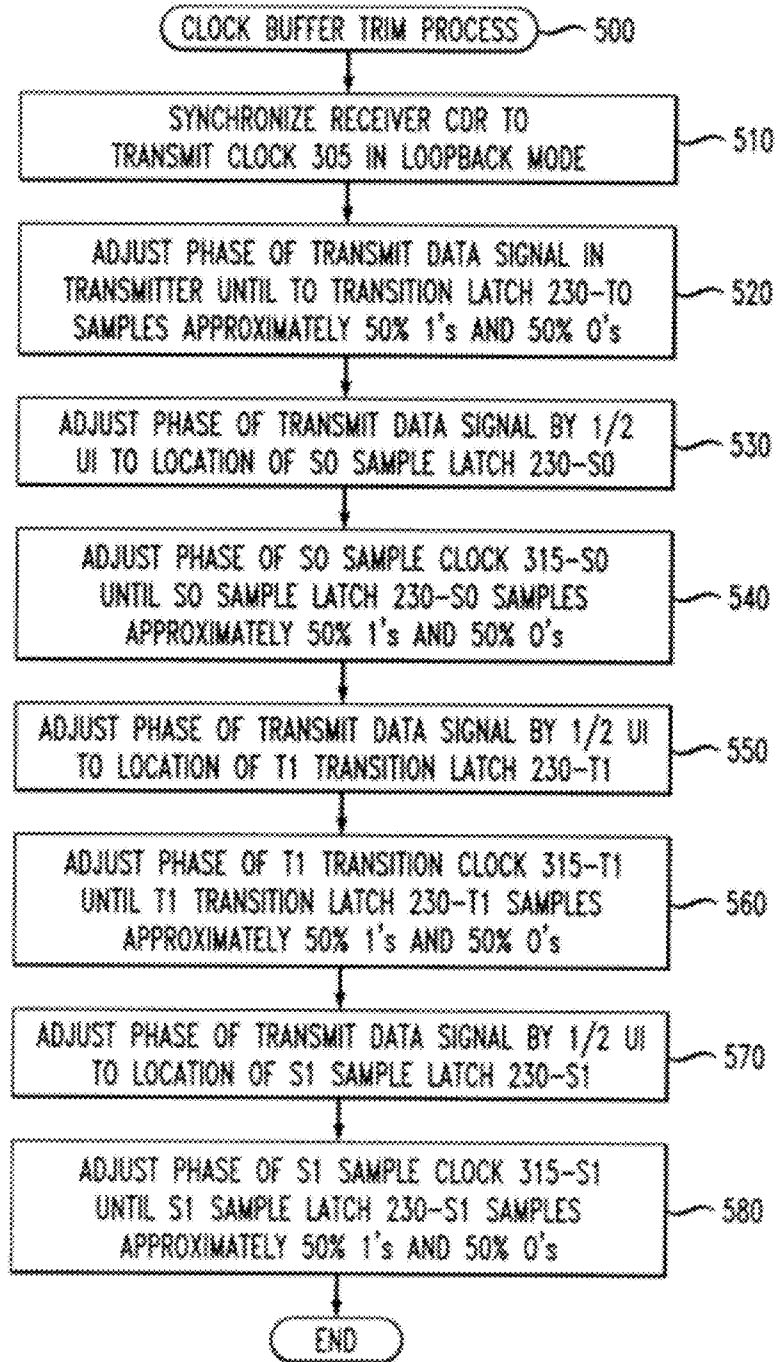 CLOCK BUFFER TRIM PROCESS
500
SYNCHRONIZE RECEIVER CDR TO
TRANSMIT CLOCK 305 IN LOOPBACK MODE
510
ADJUST PHASE OF TRANSMIT DATA SIGNAL IN
TRANSMITTER UNTIL TO TRANSITION LATCH 230-T0
SAMPLES APPROXIMATELY 50% 1's AND 50% 0's
520
ADJUST PHASE OF TRANSMIT DATA SIGNAL BY 1/2
UI TO LOCATION OF S0 SAMPLE LATCH 230-S0
530
ADJUST PHASE OF S0 SAMPLE CLOCK 315-S0
UNTIL S0 SAMPLE LATCH 230-S0 SAMPLES
APPROXIMATELY 50% 1's AND 50% 0's
540
ADJUST PHASE OF TRANSMIT DATA SIGNAL BY 1/2 UI
TO LOCATION OF T1 TRANSITION LATCH 230-T1
550
ADJUST PHASE OF T1 TRANSITION CLOCK 315-T1
UNTIL T1 TRANSITION LATCH 230-T1 SAMPLES
APPROXIMATELY 50% 1's AND 50% 0's
560
ADJUST PHASE OF TRANSMIT DATA SIGNAL BY 1/2 UI
TO LOCATION OF S1 SAMPLE LATCH 230-S1
570
ADJUST PHASE OF S1 SAMPLE CLOCK 315-S1
UNTIL S1 SAMPLE LATCH 230-S1 SAMPLES
APPROXIMATELY 50% 1's AND 50% 0's
580
END